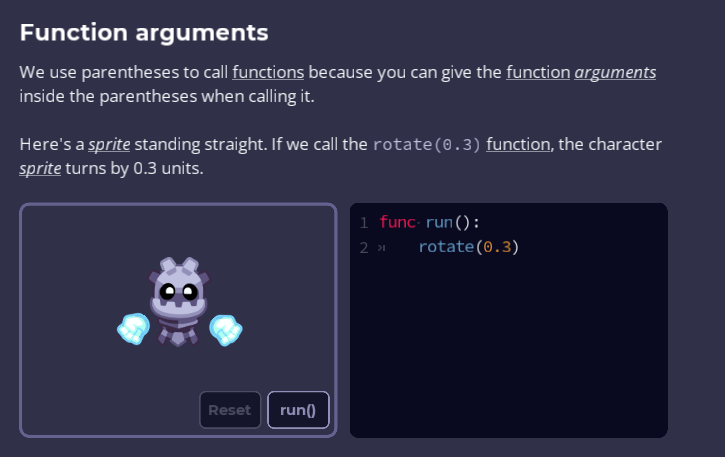 Function arguments
We use parentheses to call functions because you can give the function arguments
inside the parentheses when calling it.
Here's a sprite standing straight. If we call the rotate(0.3) function, the character
sprite turns by 0.3 units.
1 func run():
2 rotate(0.3)
Reset run()